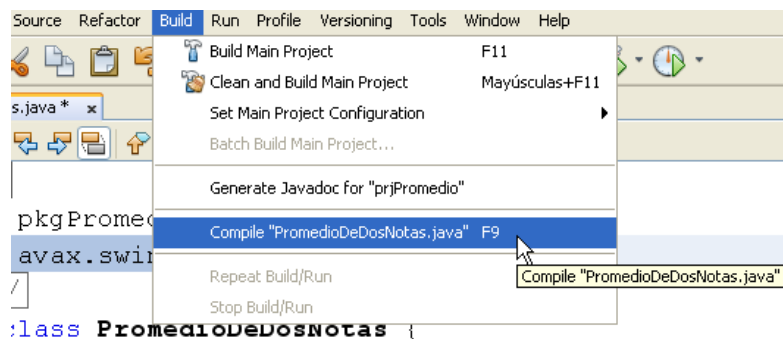 Source Refactor Build Run Profile Versioning Tools Window Help
Build Main Project F11
Clean and Build Main Project Mayúsculas+F11
s.java * x
Set Main Project Configuration
Batch Build Main Project...
Generate Javadoc for "prjPromedio"
pkgPromed
Compile "PromedioDeDosNotas.java" F9
avax.swin
Repeat Build/Run
Compile "PromedioDeDosNotas.java"
/
Stop Build/Run
class PromedioDeDosNotas {